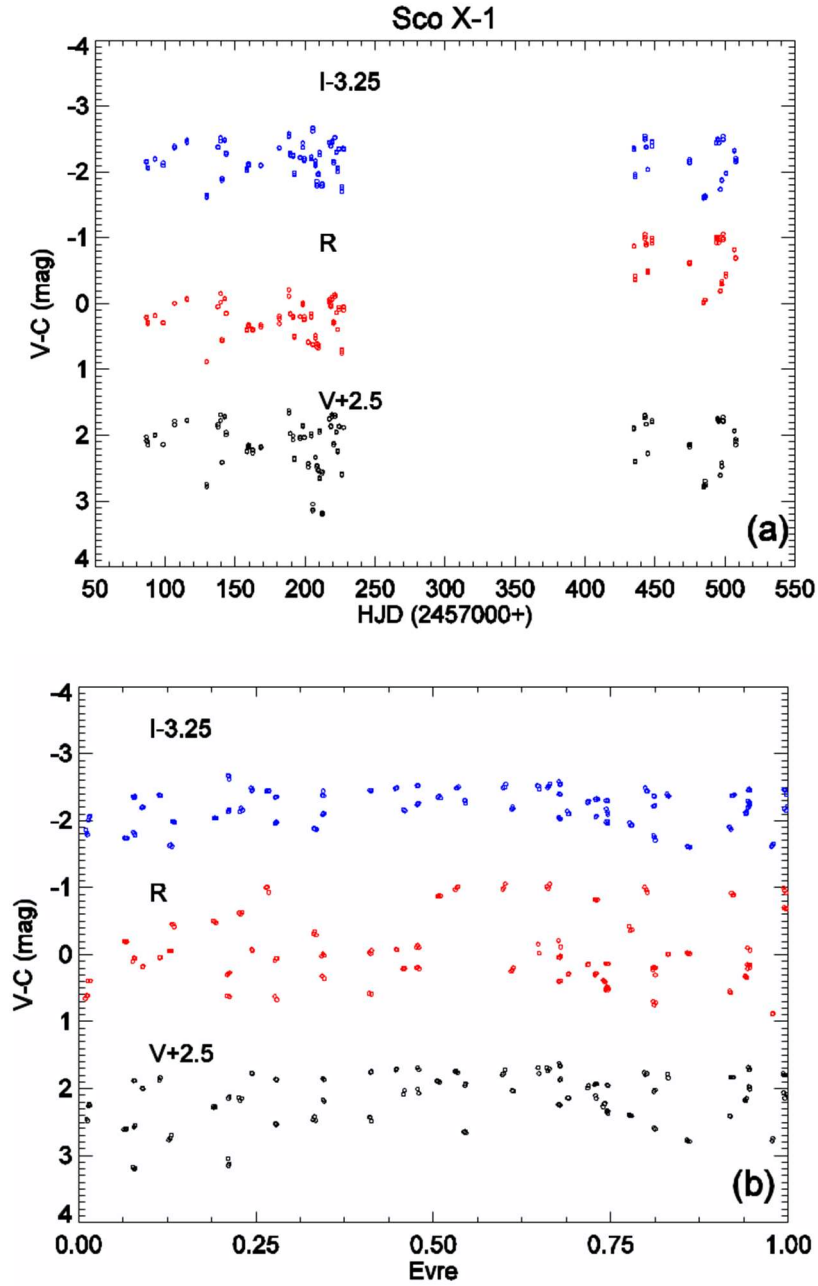 Sco X-1
-4
I-3.25
-3
-2
-1
R
0
1
V+2.5
2
3
4
(a)
V-C (mag)
50 100 150 200 250 300 350 400 450 500 550
HJD (2457000+)
-4
I-3.25
-3
-2
-1
R
0
1
V+2.5
2
3
4
(b)
V-C (mag)
0.00 0.25 0.50 0.75 1.00
Evre